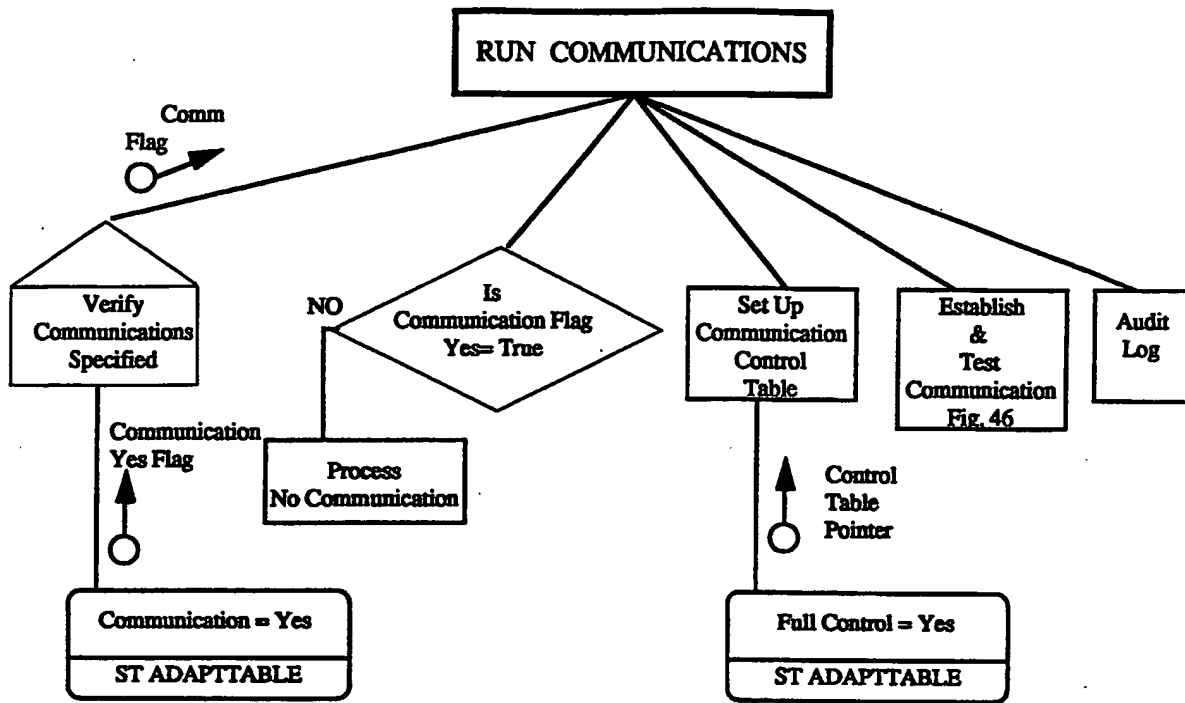 RUN COMMUNICATIONS
Comm
Flag
Verify
Communications
Specified
NO
Is
Communication Flag
Yes= True
Set Up
Communication
Control
Table
Establish
&
Test
Communication
Fig. 46
Audit
Log
Communication
Yes Flag
Process
No Communication
Control
Table
Pointer
Communication = Yes
ST ADAPTTABLE
Full Control = Yes
ST ADAPTTABLE